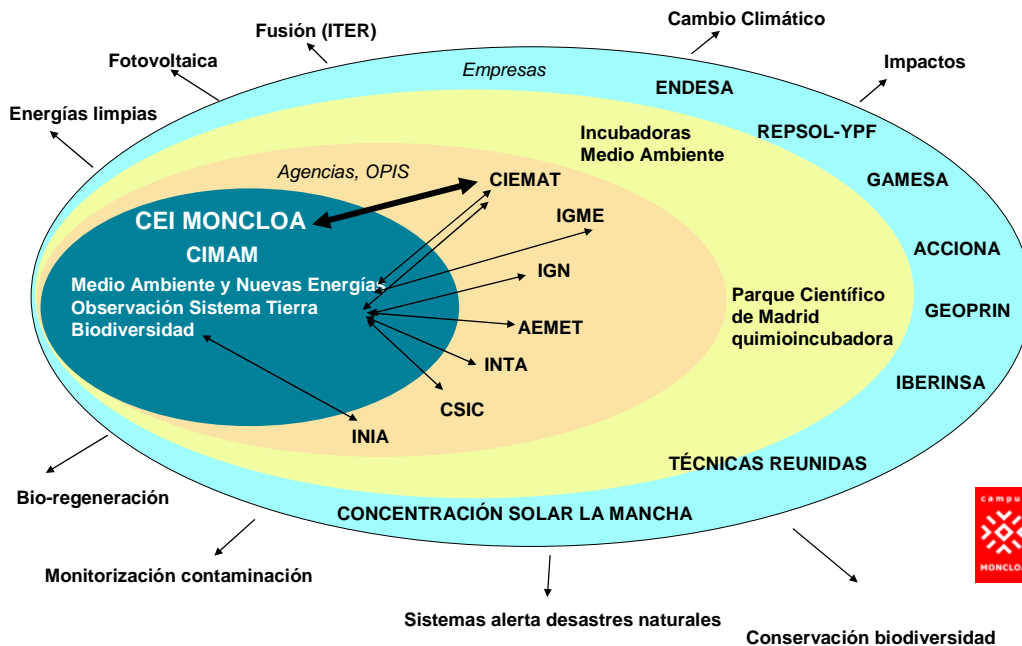 Fusión (ITER)
Cambio Climático
Fotovoltaica
Empresas
Impactos
ENDESA
Energías limpias
Incubadoras
Medio Ambiente
REPSOL-YPF
Agencias, OPIS
CIEMAT
GAMESA
CEI MONCLOA
IGME
CIMAM
ACCIONA
Medio Ambiente y Nuevas Energías
Observación Sistema Tierra
Biodiversidad
IGN
Parque Científico
de Madrid
quimioincubadora
GEOPRIN
AEMET
INTA
IBERINSA
CSIC
INIA
TÉCNICAS REUNIDAS
Bio-regeneración
CONCENTRACIÓN SOLAR LA MANCHA
campu
MONCLOA
Monitorización contaminación
Sistemas alerta desastres naturales
Conservación biodiversidad